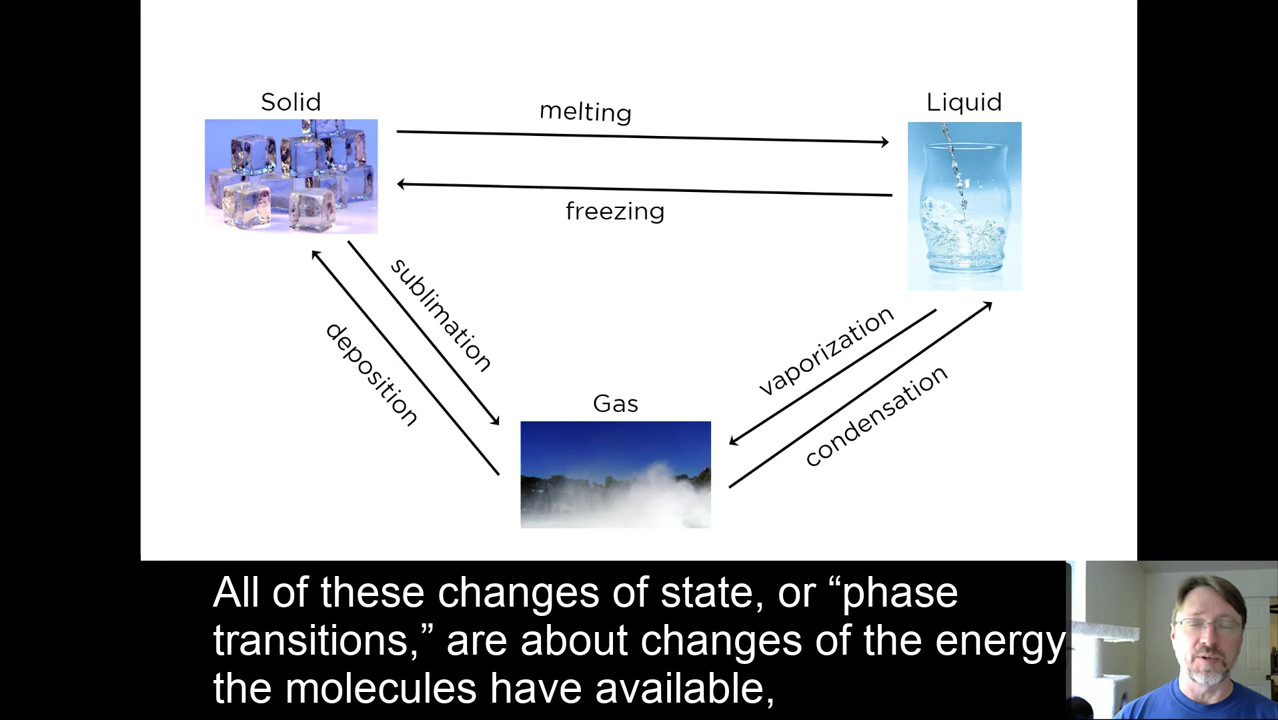 Solid
Liquid
melting
freezing
sublimation
deposition
vaporization
condensation
Gas
All of these changes of state, or “phase
transitions,” are about changes of the energy
the molecules have available,